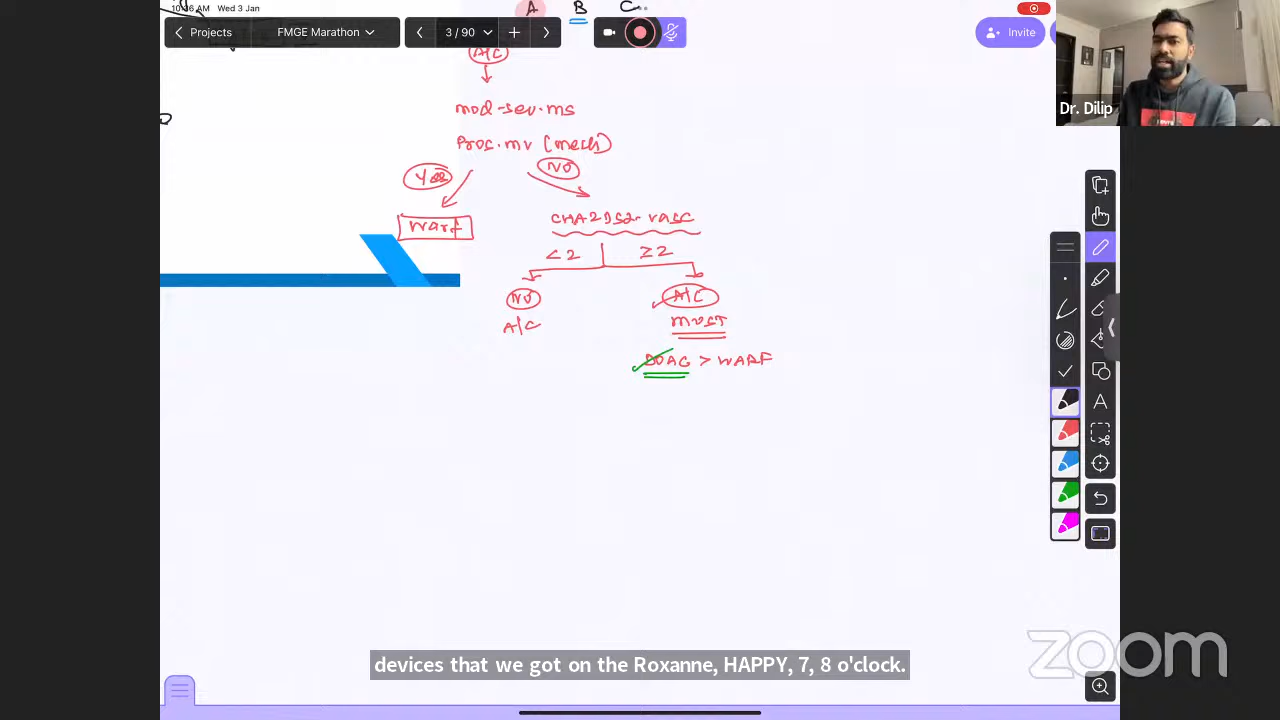 10:36 AM Wed 3 Jan
A B C
Projects
FMGE Marathon
3 / 90
Invite
A/C
Dr. Dilip
mod-sev.ms
Pros.mv (mech)
Yes
NO
Warf
CHA2DS2-VASC
< 2
≥ 2
NO
A/C
A/C
MUST
DOAC > WARF
A
devices that we got on the Roxanne, HAPPY, 7, 8 o'clock.
zoom